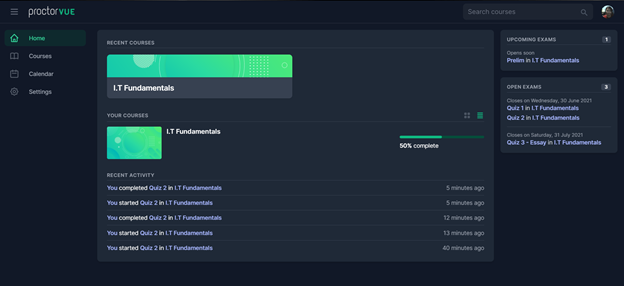 proctorVUE
Search courses
Home
Courses
Calendar
Settings
RECENT COURSES
I.T Fundamentals
YOUR COURSES
I.T Fundamentals
50% complete
RECENT ACTIVITY
You completed Quiz 2 in I.T Fundamentals 5 minutes ago
You started Quiz 2 in I.T Fundamentals 5 minutes ago
You completed Quiz 2 in I.T Fundamentals 12 minutes ago
You started Quiz 2 in I.T Fundamentals 13 minutes ago
You started Quiz 2 in I.T Fundamentals 40 minutes ago
UPCOMING EXAMS 1
Opens soon
Prelim in I.T Fundamentals
OPEN EXAMS 3
Closes on Wednesday, 30 June 2021
Quiz 1 in I.T Fundamentals
Quiz 2 in I.T Fundamentals
Closes on Saturday, 31 July 2021
Quiz 3 - Essay in I.T Fundamentals